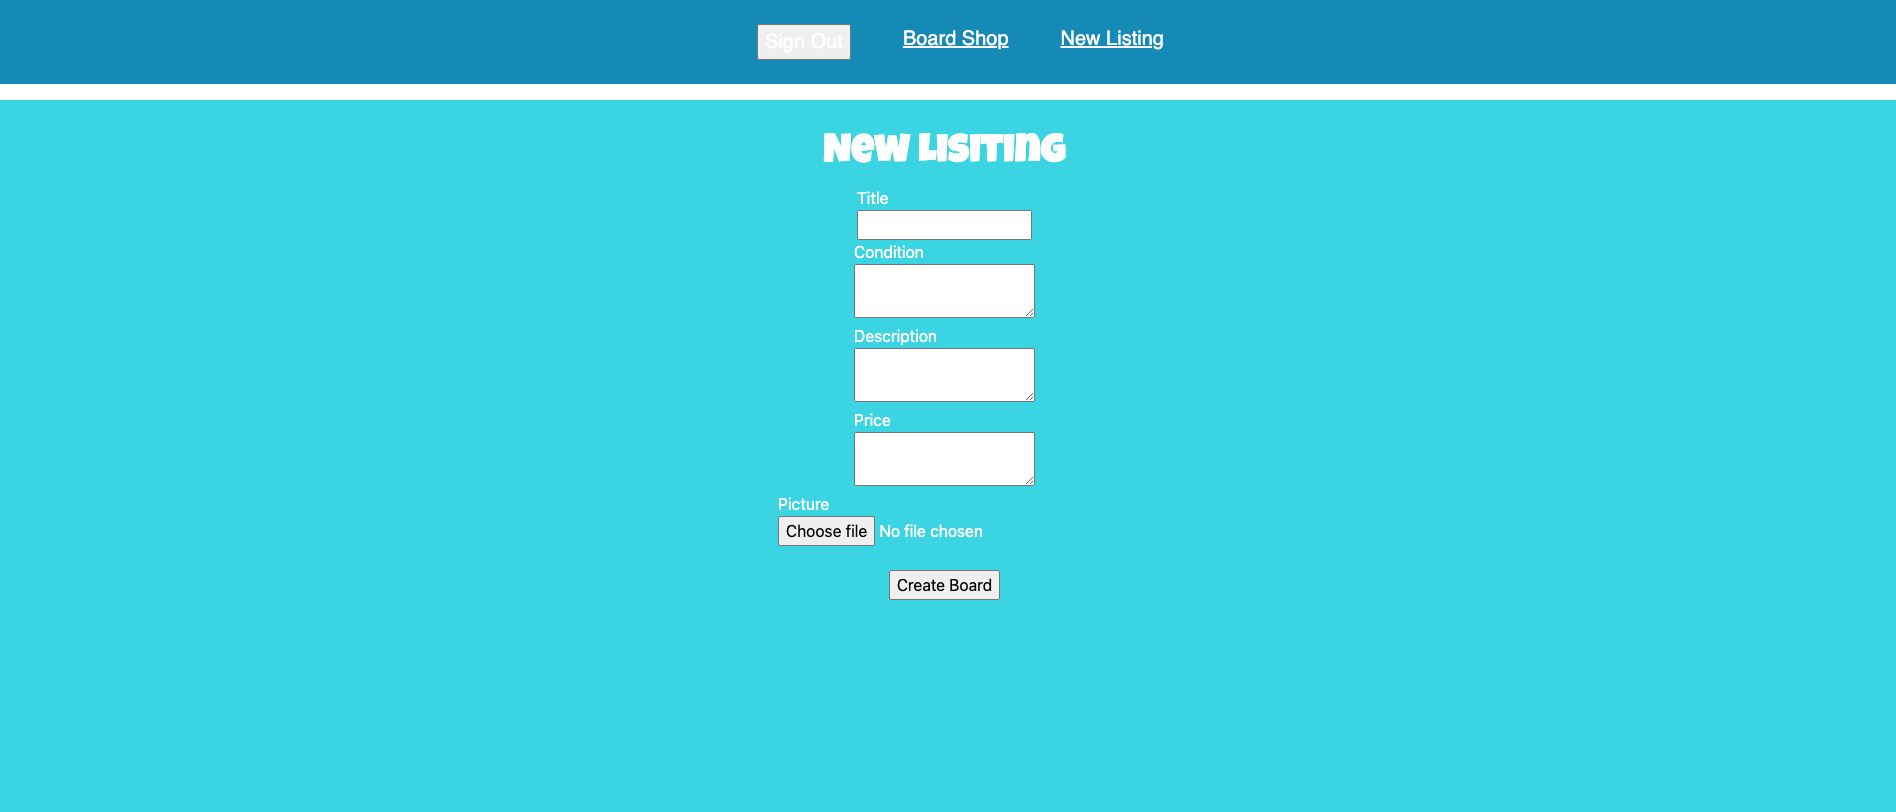 Sign Out Board Shop New Listing
New Lisiting
Title
Condition
Description
Price
Picture
Choose file No file chosen
Create Board